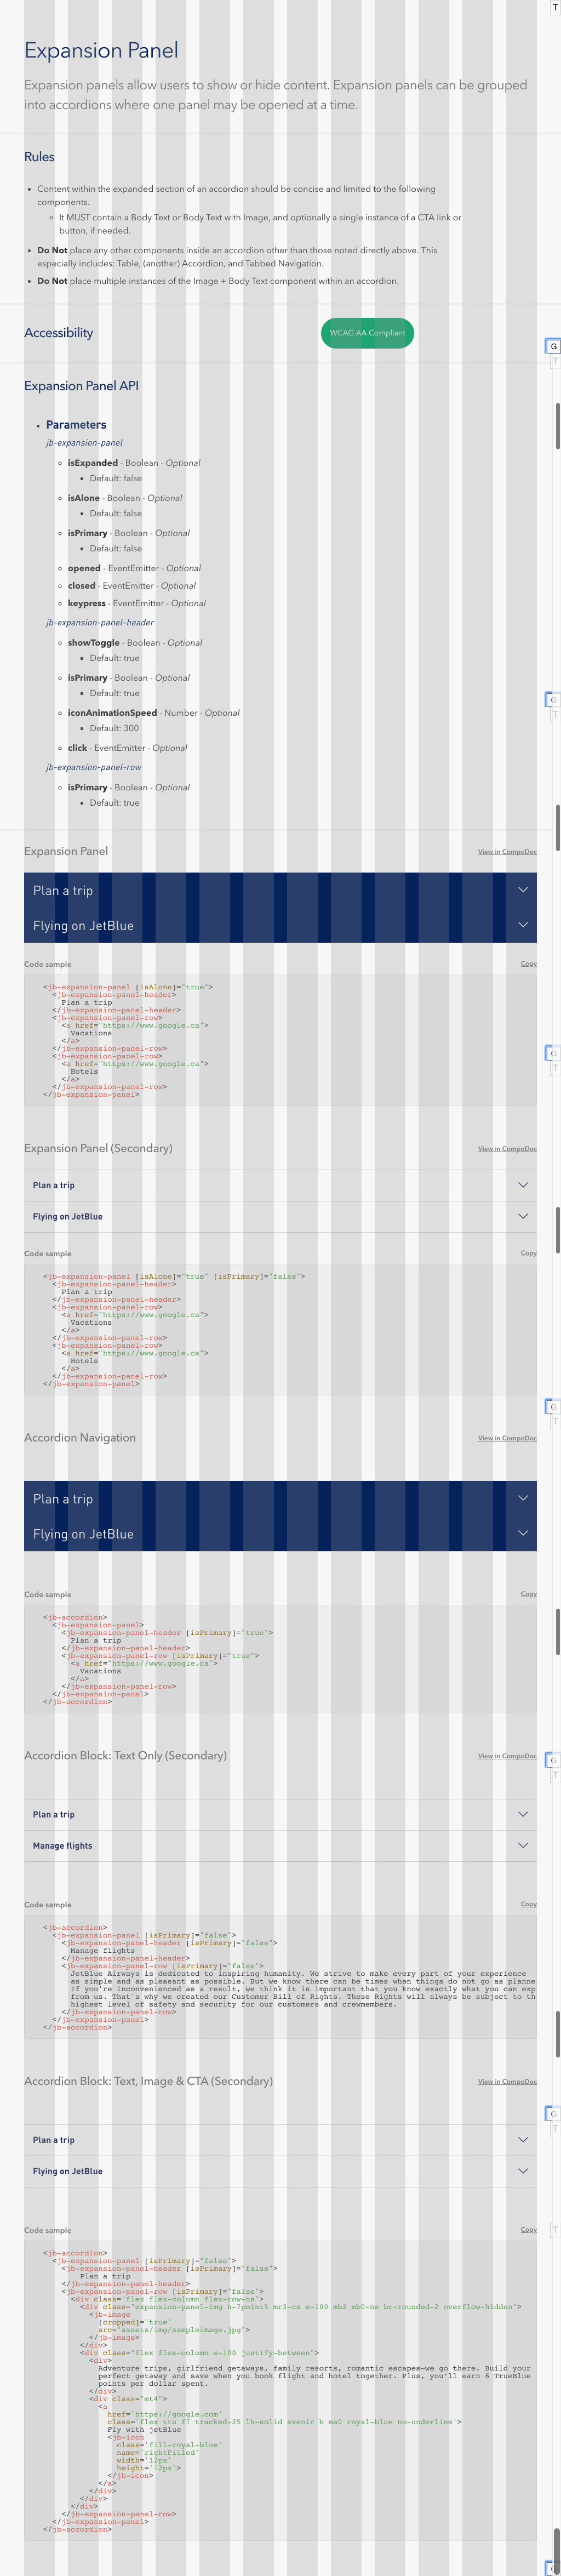 T
Expansion Panel
Expansion panels allow users to show or hide content. Expansion panels can be grouped
into accordions where one panel may be opened at a time.
Rules
Content within the expanded section of an accordion should be concise and limited to the following
components.
It MUST contain a Body Text or Body Text with Image, and optionally a single instance of a CTA link or
button, if needed.
Do Not place any other components inside an accordion other than those noted directly above. This
especially includes: Table, (another) Accordion, and Tabbed Navigation.
Do Not place multiple instances of the Image + Body Text component within an accordion.
Accessibility
WCAG AA Compliant
G
T
Expansion Panel API
Parameters
jb-expansion-panel
isExpanded - Boolean - Optional
Default: false
isAlone - Boolean - Optional
Default: false
isPrimary - Boolean - Optional
Default: false
opened - EventEmitter - Optional
closed - EventEmitter - Optional
keypress - EventEmitter - Optional
jb-expansion-panel-header
showToggle - Boolean - Optional
Default: true
isPrimary - Boolean - Optional
Default: true
G
T
iconAnimationSpeed - Number - Optional
Default: 300
click - EventEmitter - Optional
jb-expansion-panel-row
isPrimary - Boolean - Optional
Default: true
Expansion Panel
View in CompoDoc
Plan a trip
Flying on JetBlue
Code sample
Copy
<jb-expansion-panel [isAlone]="true">
<jb-expansion-panel-header>
Plan a trip
</jb-expansion-panel-header>
<jb-expansion-panel-row>
<a href="https://www.google.ca">
Vacations
</a>
</jb-expansion-panel-row>
<jb-expansion-panel-row>
<a href="https://www.google.ca">
Hotels
</a>
</jb-expansion-panel-row>
</jb-expansion-panel>
G
T
Expansion Panel (Secondary)
View in CompoDoc
Plan a trip
Flying on JetBlue
Code sample
Copy
<jb-expansion-panel [isAlone]="true" [isPrimary]="false">
<jb-expansion-panel-header>
Plan a trip
</jb-expansion-panel-header>
<jb-expansion-panel-row>
<a href="https://www.google.ca">
Vacations
</a>
</jb-expansion-panel-row>
<jb-expansion-panel-row>
<a href="https://www.google.ca">
Hotels
</a>
</jb-expansion-panel-row>
</jb-expansion-panel>
G
T
Accordion Navigation
View in CompoDoc
Plan a trip
Flying on JetBlue
Code sample
Copy
<jb-accordion>
<jb-expansion-panel>
<jb-expansion-panel-header [isPrimary]="true">
Plan a trip
</jb-expansion-panel-header>
<jb-expansion-panel-row [isPrimary]="true">
<a href="https://www.google.ca">
Vacations
</a>
</jb-expansion-panel-row>
</jb-expansion-panel>
</jb-accordion>
Accordion Block: Text Only (Secondary)
View in CompoDoc
G
T
Plan a trip
Manage flights
Code sample
Copy
<jb-accordion>
<jb-expansion-panel [isPrimary]="false">
<jb-expansion-panel-header [isPrimary]="false">
Manage flights
</jb-expansion-panel-header>
<jb-expansion-panel-row [isPrimary]="false">
JetBlue Airways is dedicated to inspiring humanity. We strive to make every part of your experience
as simple and as pleasant as possible. But we know there can be times when things do not go as planne
If you're inconvenienced as a result, we think it is important that you know exactly what you can exp
from us. That's why we created our Customer Bill of Rights. These Rights will always be subject to th
highest level of safety and security for our customers and crewmembers.
</jb-expansion-panel-row>
</jb-expansion-panel>
</jb-accordion>
Accordion Block: Text, Image & CTA (Secondary)
View in CompoDoc
G
T
Plan a trip
Flying on JetBlue
Code sample
Copy
T
<jb-accordion>
<jb-expansion-panel [isPrimary]="false">
<jb-expansion-panel-header [isPrimary]="false">
Plan a trip
</jb-expansion-panel-header>
<jb-expansion-panel-row [isPrimary]="false">
<div class="flex flex-column flex-row-ns">
<div class="expansion-panel-img h-7point5 mr3-ns w-100 mb2 mb0-ns br-rounded-2 overflow-hidden">
<jb-image
[cropped]="true"
src="assets/img/sampleimage.jpg">
</jb-image>
</div>
<div class="flex flex-column w-100 justify-between">
<div>
Adventure trips, girlfriend getaways, family resorts, romantic escapes—we go there. Build your
perfect getaway and save when you book flight and hotel together. Plus, you'll earn 6 TrueBlue
points per dollar spent.
</div>
<div class="mt4">
<a
href='https://google.com'
class='flex ttu f7 tracked-25 lh-solid avenir b ma0 royal-blue no-underline'>
Fly with jetBlue
<jb-icon
class='fill-royal-blue'
name='rightFilled'
width='12px'
height='12px'>
</jb-icon>
</a>
</div>
</div>
</div>
</jb-expansion-panel-row>
</jb-expansion-panel>
</jb-accordion>